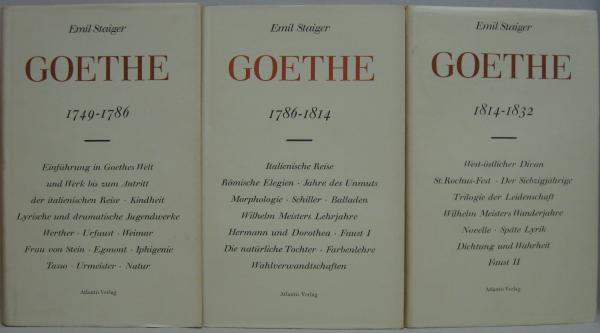 Emil Staiger
GOETHE
1749-1786
Einführung in Goethes Welt
und Werk bis zum Antritt
der italienischen Reise · Kindheit
Lyrische und dramatische Jugendwerke
Werther · Urfaust · Weimar
Frau von Stein · Egmont · Iphigenie
Tasso · Urmeister · Natur
Atlantis Verlag
Emil Staiger
GOETHE
1786-1814
Italienische Reise
Römische Elegien · Jahre des Unmuts
Morphologie · Schiller · Balladen
Wilhelm Meisters Lehrjahre
Hermann und Dorothea · Faust I
Die natürliche Tochter · Farbenlehre
Wahlverwandtschaften
Atlantis Verlag
Emil Staiger
GOETHE
1814-1832
West-östlicher Divan
St. Rochus-Fest · Der Siebzigjährige
Trilogie der Leidenschaft
Wilhelm Meisters Wanderjahre
Novelle · Späte Lyrik
Dichtung und Wahrheit
Faust II
Atlantis Verlag